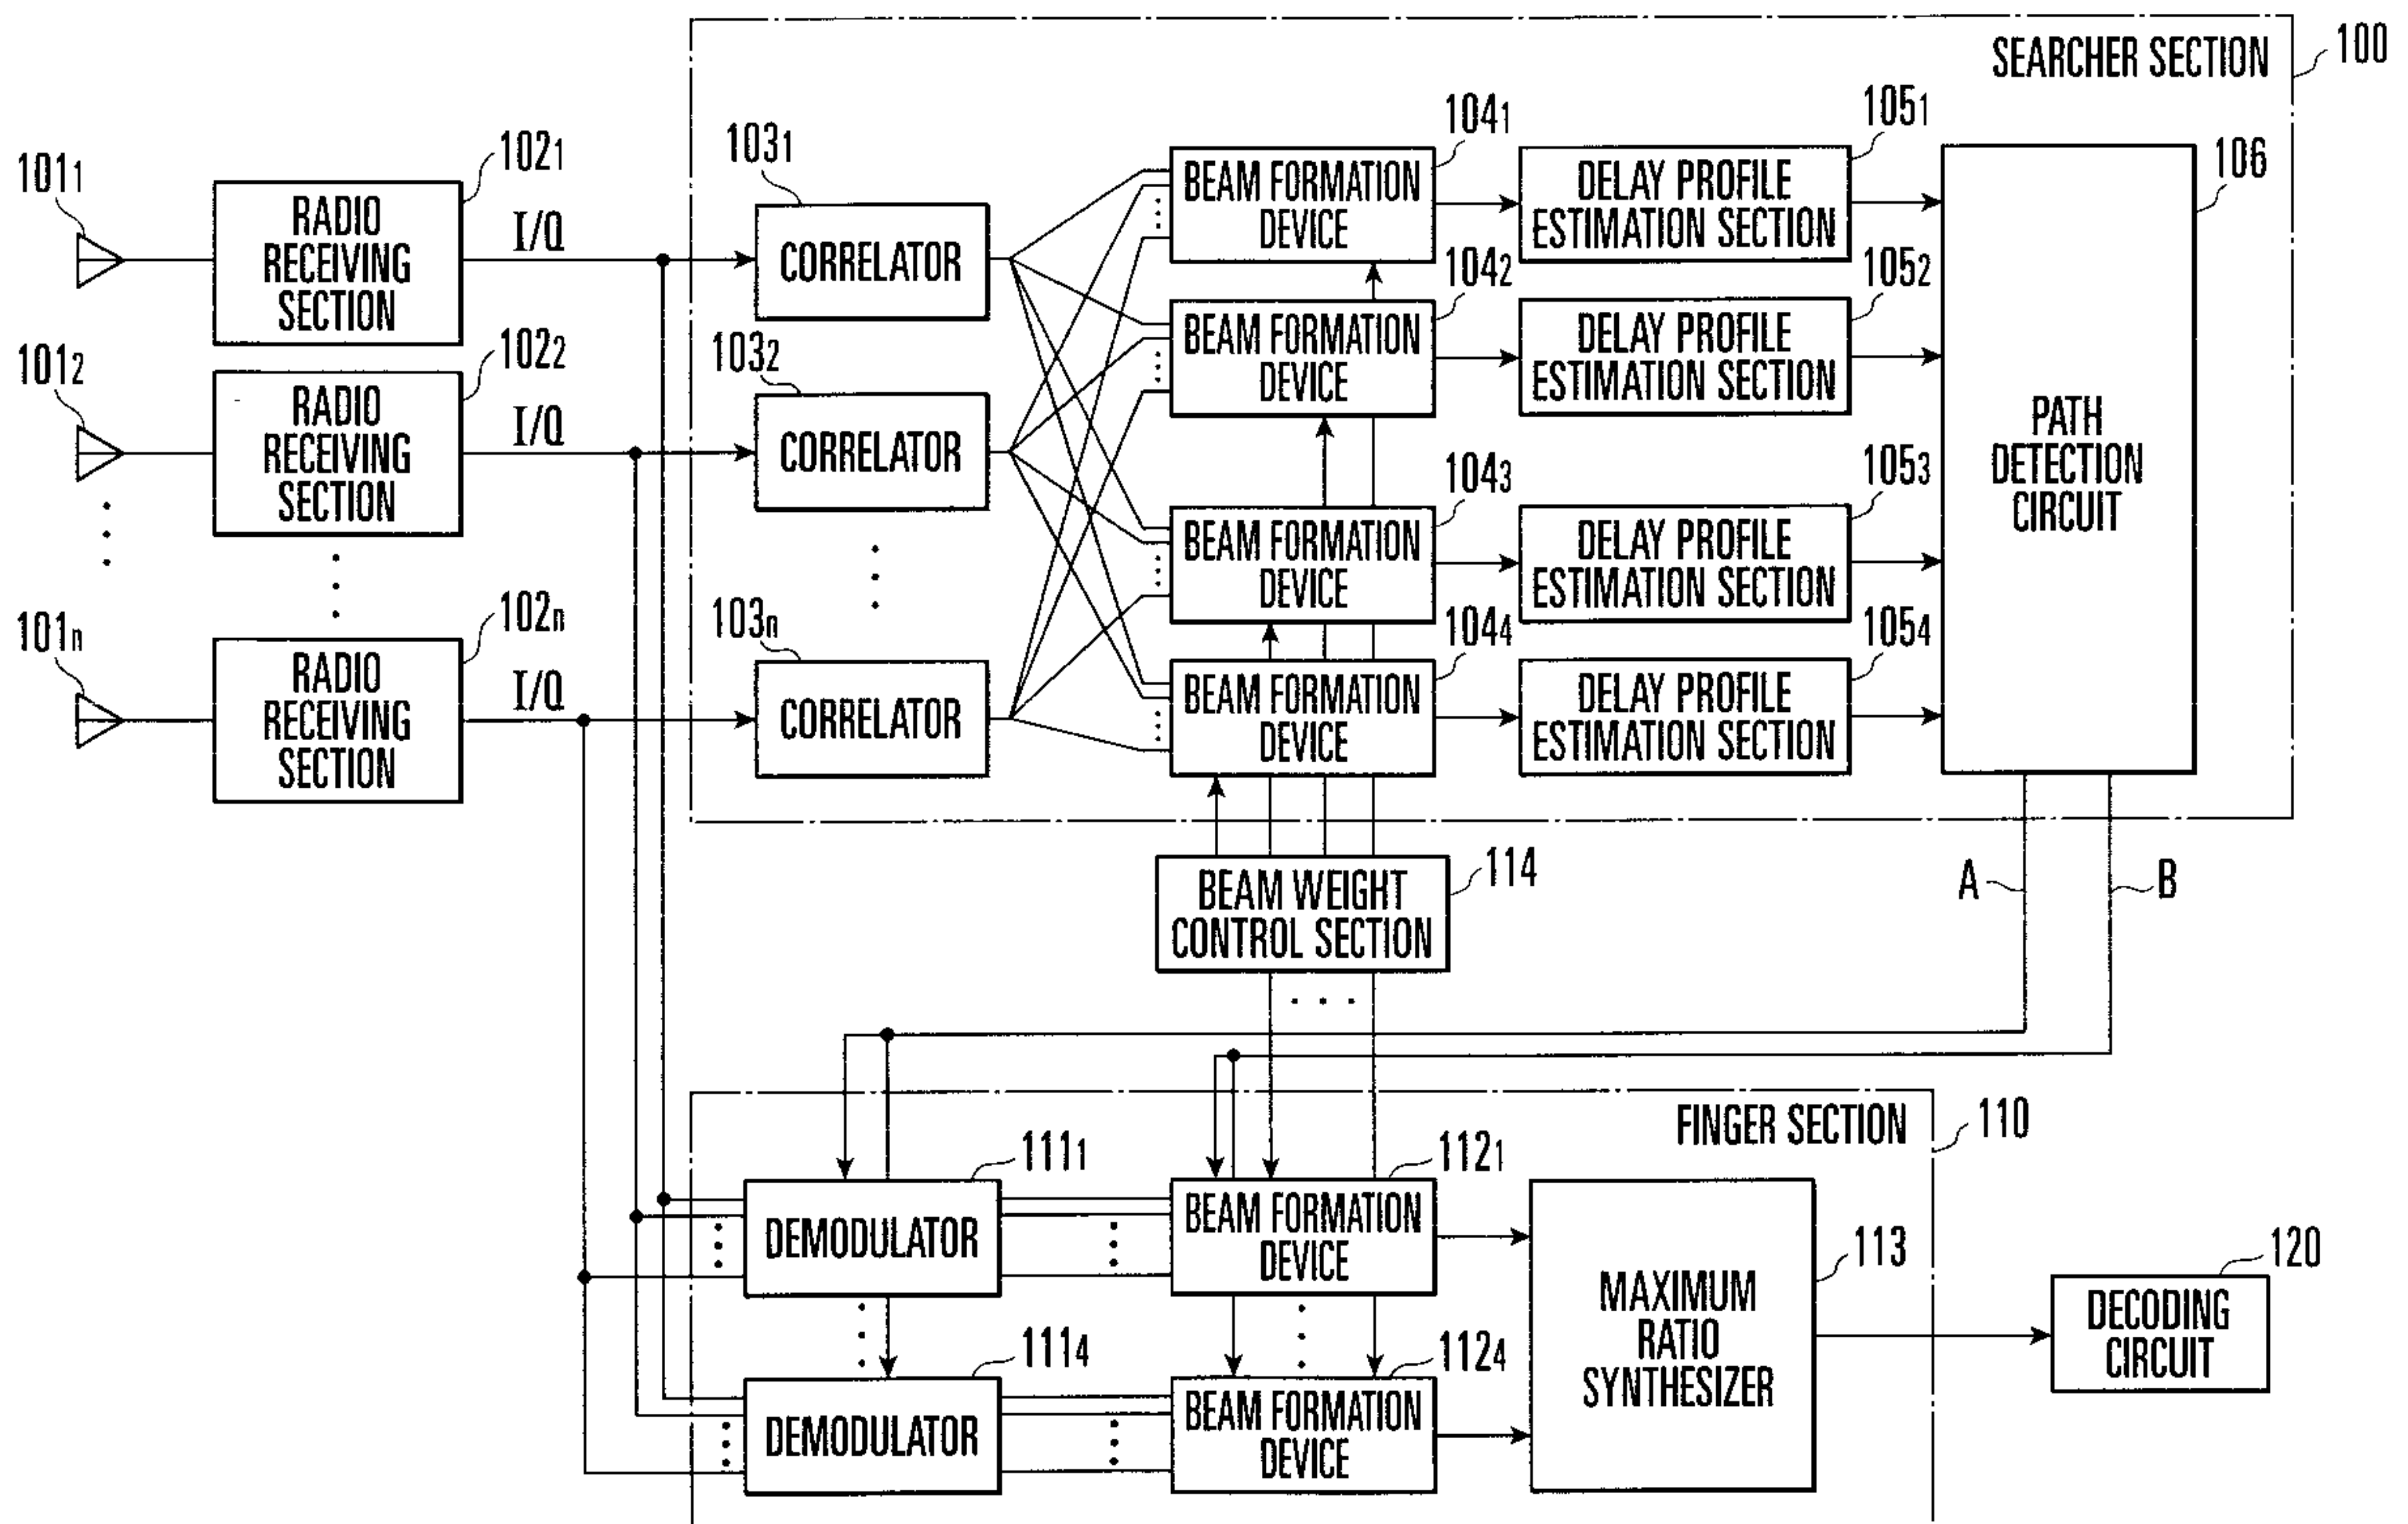 SEARCHER SECTION
100
101₁
RADIO
RECEIVING
SECTION
102₁
I/Q
103₁
CORRELATOR
BEAM FORMATION
DEVICE
104₁
DELAY PROFILE
ESTIMATION SECTION
105₁
106
PATH
DETECTION
CIRCUIT
101₂
RADIO
RECEIVING
SECTION
102₂
I/Q
103₂
CORRELATOR
BEAM FORMATION
DEVICE
104₂
DELAY PROFILE
ESTIMATION SECTION
105₂
BEAM FORMATION
DEVICE
104₃
DELAY PROFILE
ESTIMATION SECTION
105₃
101ₙ
RADIO
RECEIVING
SECTION
102ₙ
I/Q
103ₙ
CORRELATOR
BEAM FORMATION
DEVICE
104₄
DELAY PROFILE
ESTIMATION SECTION
105₄
BEAM WEIGHT
CONTROL SECTION
114
A
B
FINGER SECTION
110
DEMODULATOR
111₁
BEAM FORMATION
DEVICE
112₁
MAXIMUM
RATIO
SYNTHESIZER
113
DECODING
CIRCUIT
120
DEMODULATOR
111₄
BEAM FORMATION
DEVICE
112₄